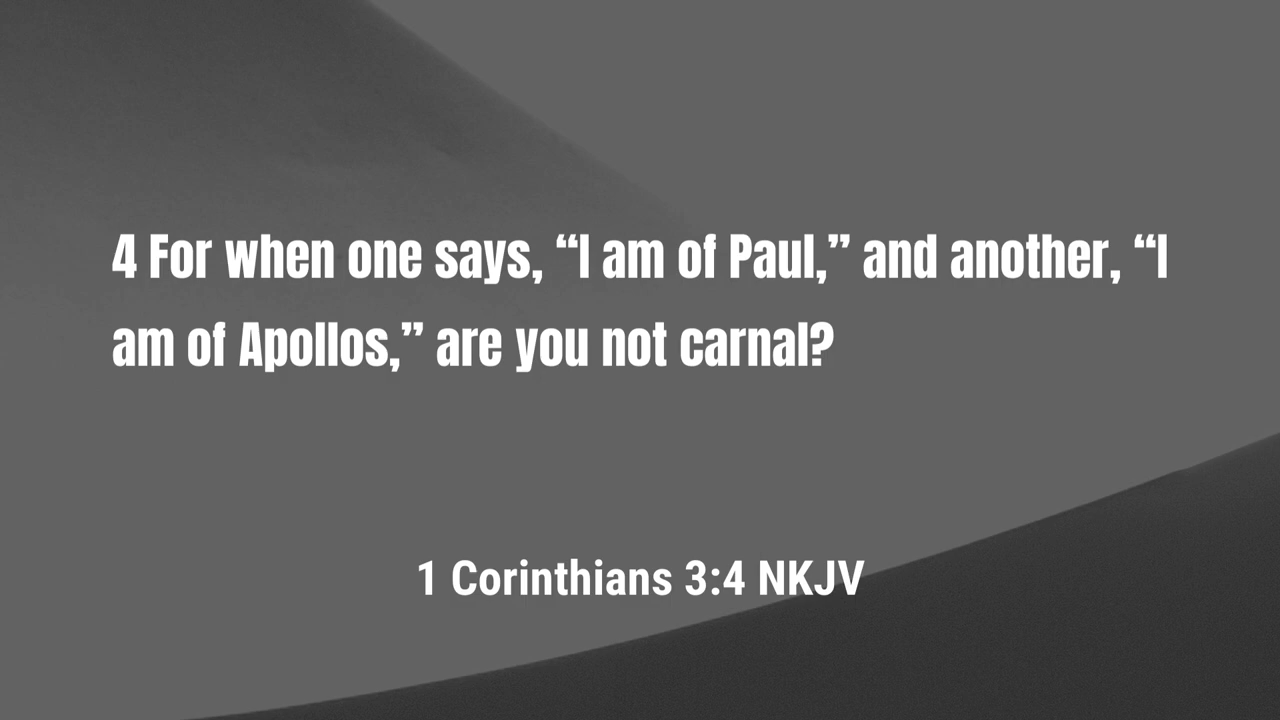 4 For when one says, “I am of Paul,” and another, “I
am of Apollos,” are you not carnal?
1 Corinthians 3:4 NKJV